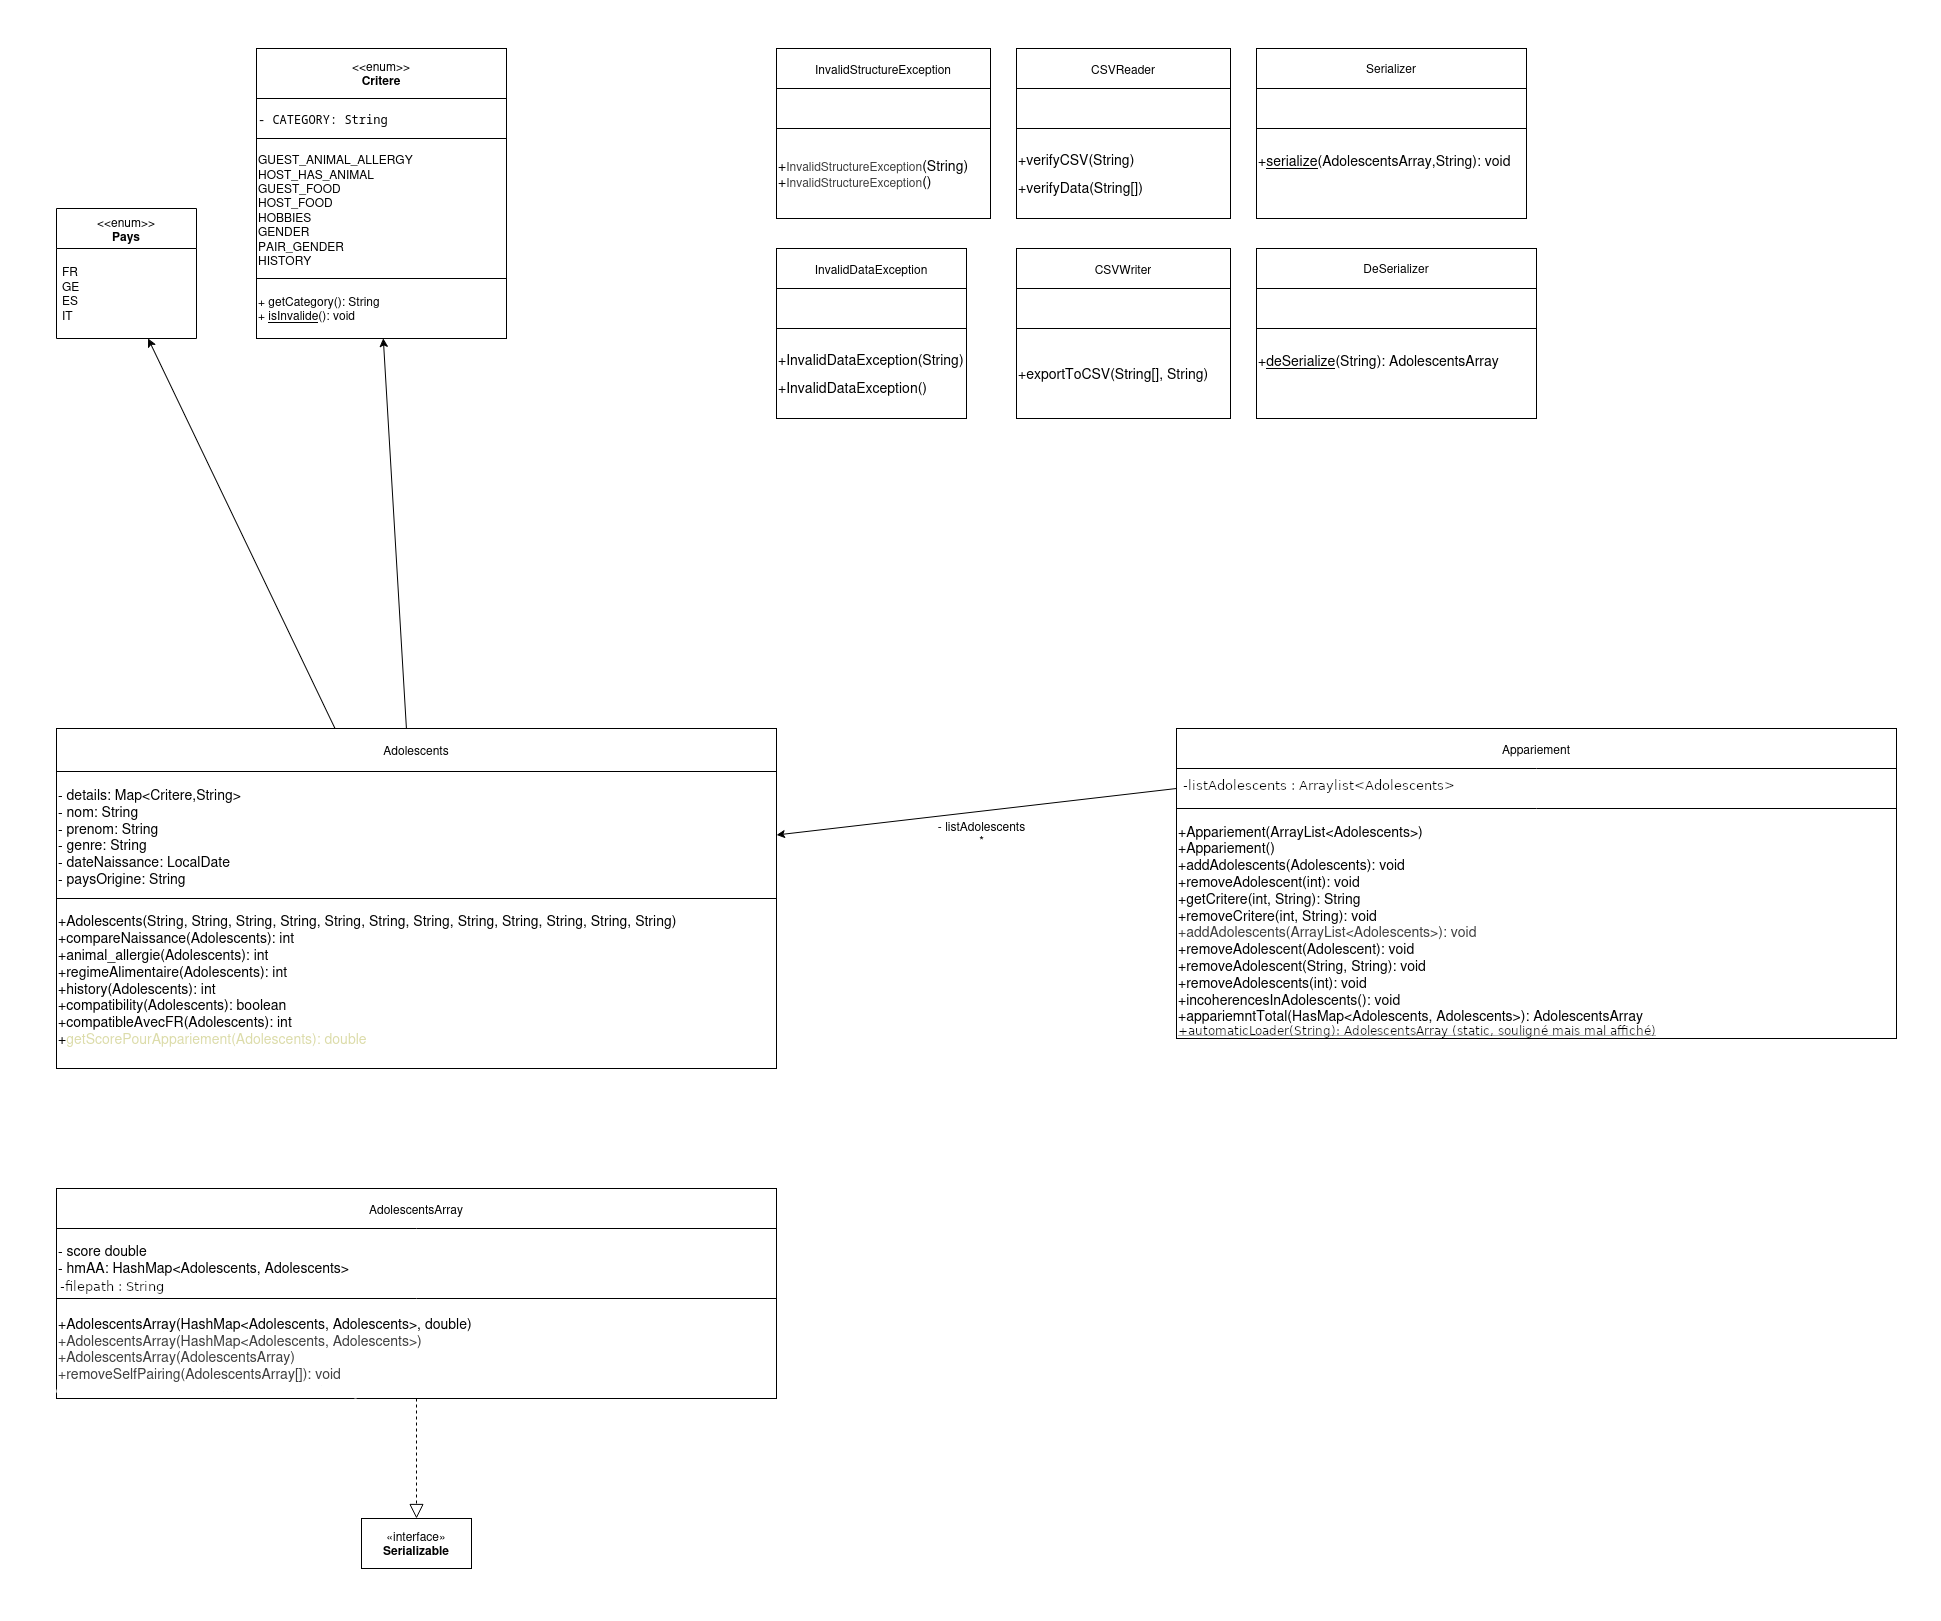 <<enum>>
Critere
- CATEGORY: String
GUEST_ANIMAL_ALLERGY
HOST_HAS_ANIMAL
GUEST_FOOD
HOST_FOOD
HOBBIES
GENDER
PAIR_GENDER
HISTORY
+ getCategory(): String
+ isInvalide(): void
<<enum>>
Pays
FR
GE
ES
IT
InvalidStructureException
+InvalidStructureException(String)
+InvalidStructureException()
CSVReader
+verifyCSV(String)
+verifyData(String[])
Serializer
+serialize(AdolescentsArray,String): void
InvalidDataException
+InvalidDataException(String)
+InvalidDataException()
CSVWriter
+exportToCSV(String[], String)
DeSerializer
+deSerialize(String): AdolescentsArray
Adolescents
- details: Map<Critere,String>
- nom: String
- prenom: String
- genre: String
- dateNaissance: LocalDate
- paysOrigine: String
+Adolescents(String, String, String, String, String, String, String, String, String, String, String, String)
+compareNaissance(Adolescents): int
+animal_allergie(Adolescents): int
+regimeAlimentaire(Adolescents): int
+history(Adolescents): int
+compatibility(Adolescents): boolean
+compatibleAvecFR(Adolescents): int
+getScorePourAppariement(Adolescents): double
- listAdolescents
*
Appariement
-listAdolescents : Arraylist<Adolescents>
+Appariement(ArrayList<Adolescents>)
+Appariement()
+addAdolescents(Adolescents): void
+removeAdolescent(int): void
+getCritere(int, String): String
+removeCritere(int, String): void
+addAdolescents(ArrayList<Adolescents>): void
+removeAdolescent(Adolescent): void
+removeAdolescent(String, String): void
+removeAdolescents(int): void
+incoherencesInAdolescents(): void
+appariemntTotal(HasMap<Adolescents, Adolescents>): AdolescentsArray
+automaticLoader(String): AdolescentsArray (static, souligné mais mal affiché)
AdolescentsArray
- score double
- hmAA: HashMap<Adolescents, Adolescents>
-filepath : String
+AdolescentsArray(HashMap<Adolescents, Adolescents>, double)
+AdolescentsArray(HashMap<Adolescents, Adolescents>)
+AdolescentsArray(AdolescentsArray)
+removeSelfPairing(AdolescentsArray[]): void
«interface»
Serializable